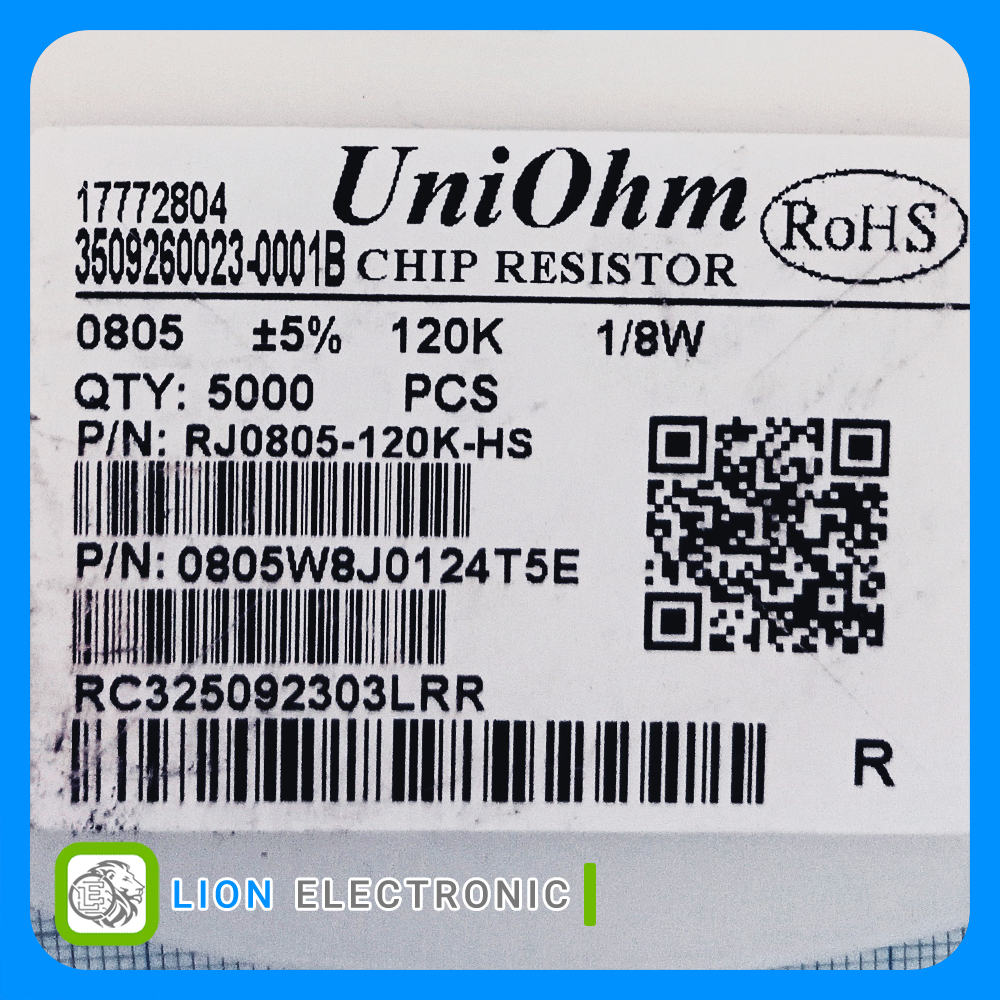 UniOhm
17772804
RoHS
3509260023-0001B CHIP RESISTOR
0805 ±5% 120K 1/8W
QTY: 5000 PCS
P/N: RJ0805-120K-HS
P/N: 0805W8J0124T5E
RC325092303LRR
R
LE
LION ELECTRONIC